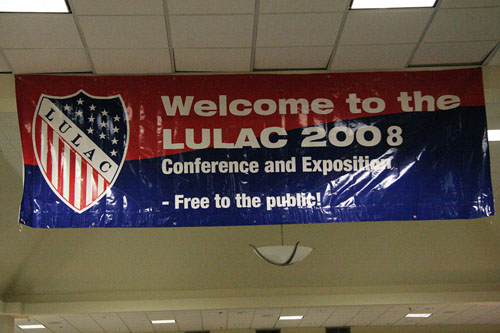 LULAC
Welcome to the
LULAC 2008
Conference and Exposition
- Free to the public!